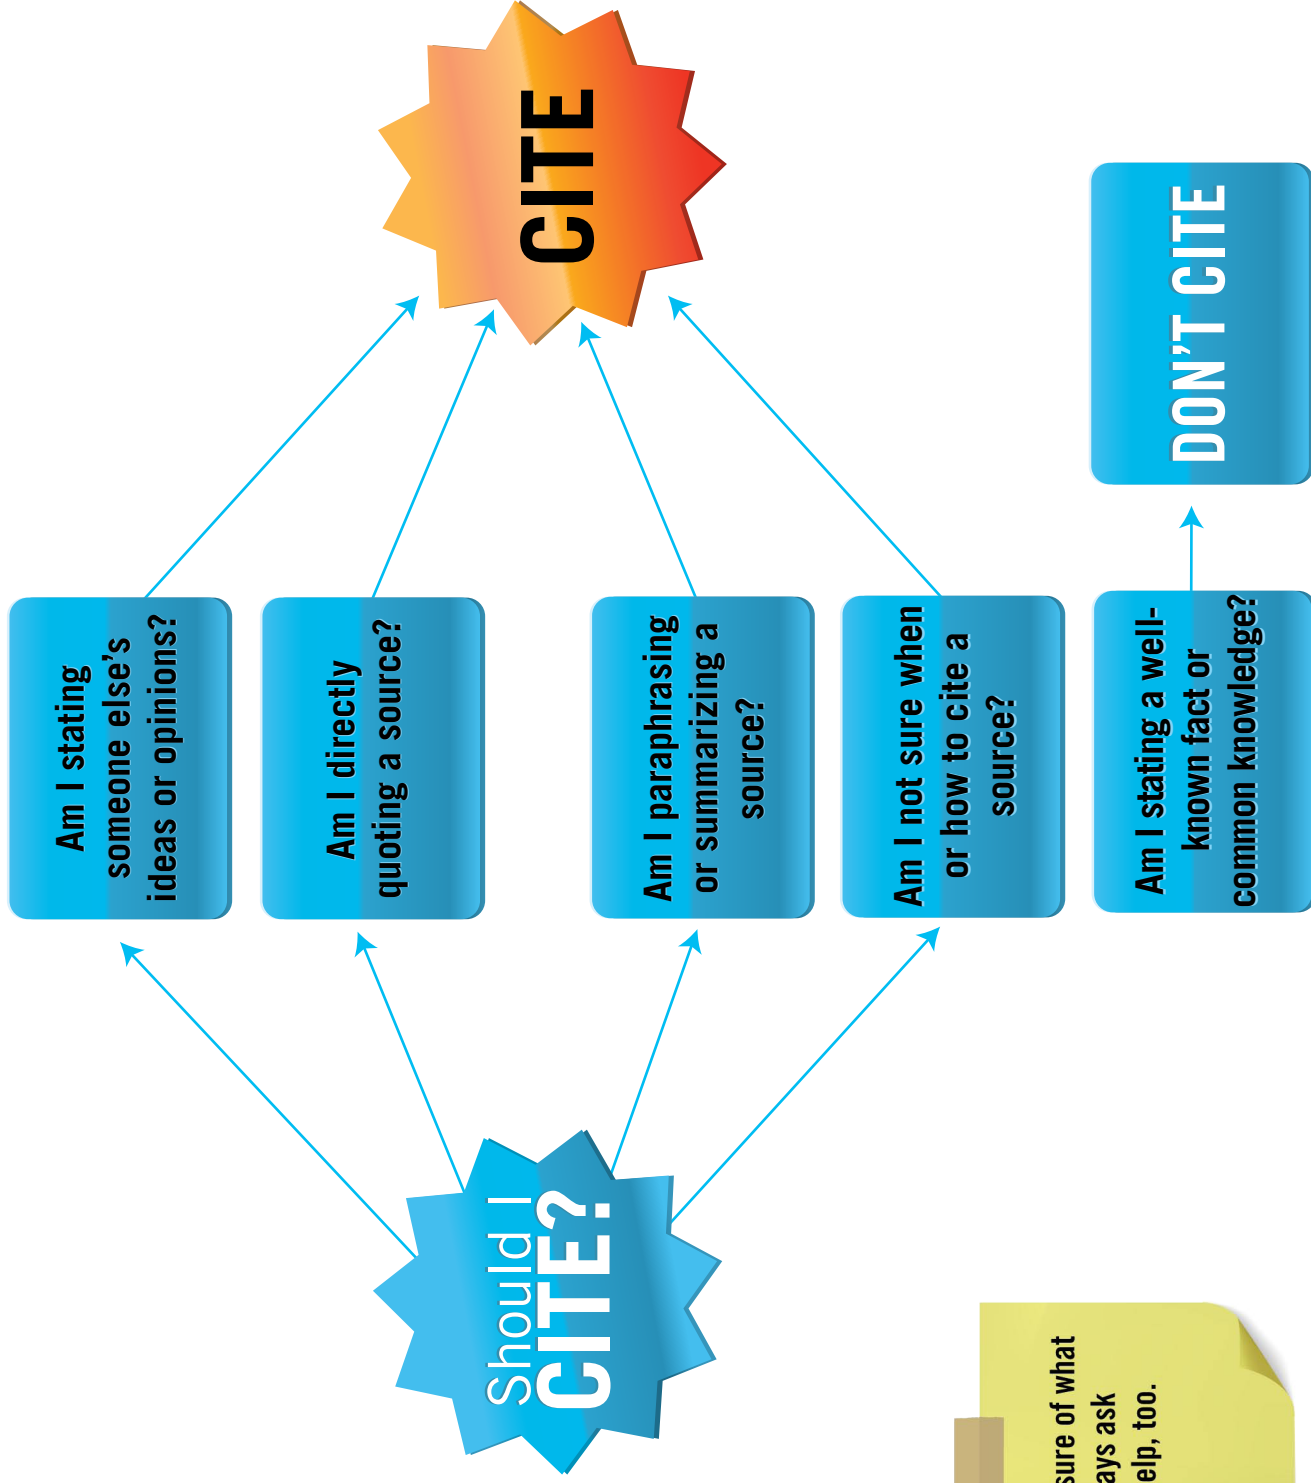 Should I
CITE?
Am I stating
someone else's
ideas or opinions?
Am I directly
quoting a source?
Am I paraphrasing
or summarizing a
source?
Am I not sure when
or how to cite a
source?
Am I stating a well-
known fact or
common knowledge?
CITE
DON'T CITE
sure of what
ask
too.